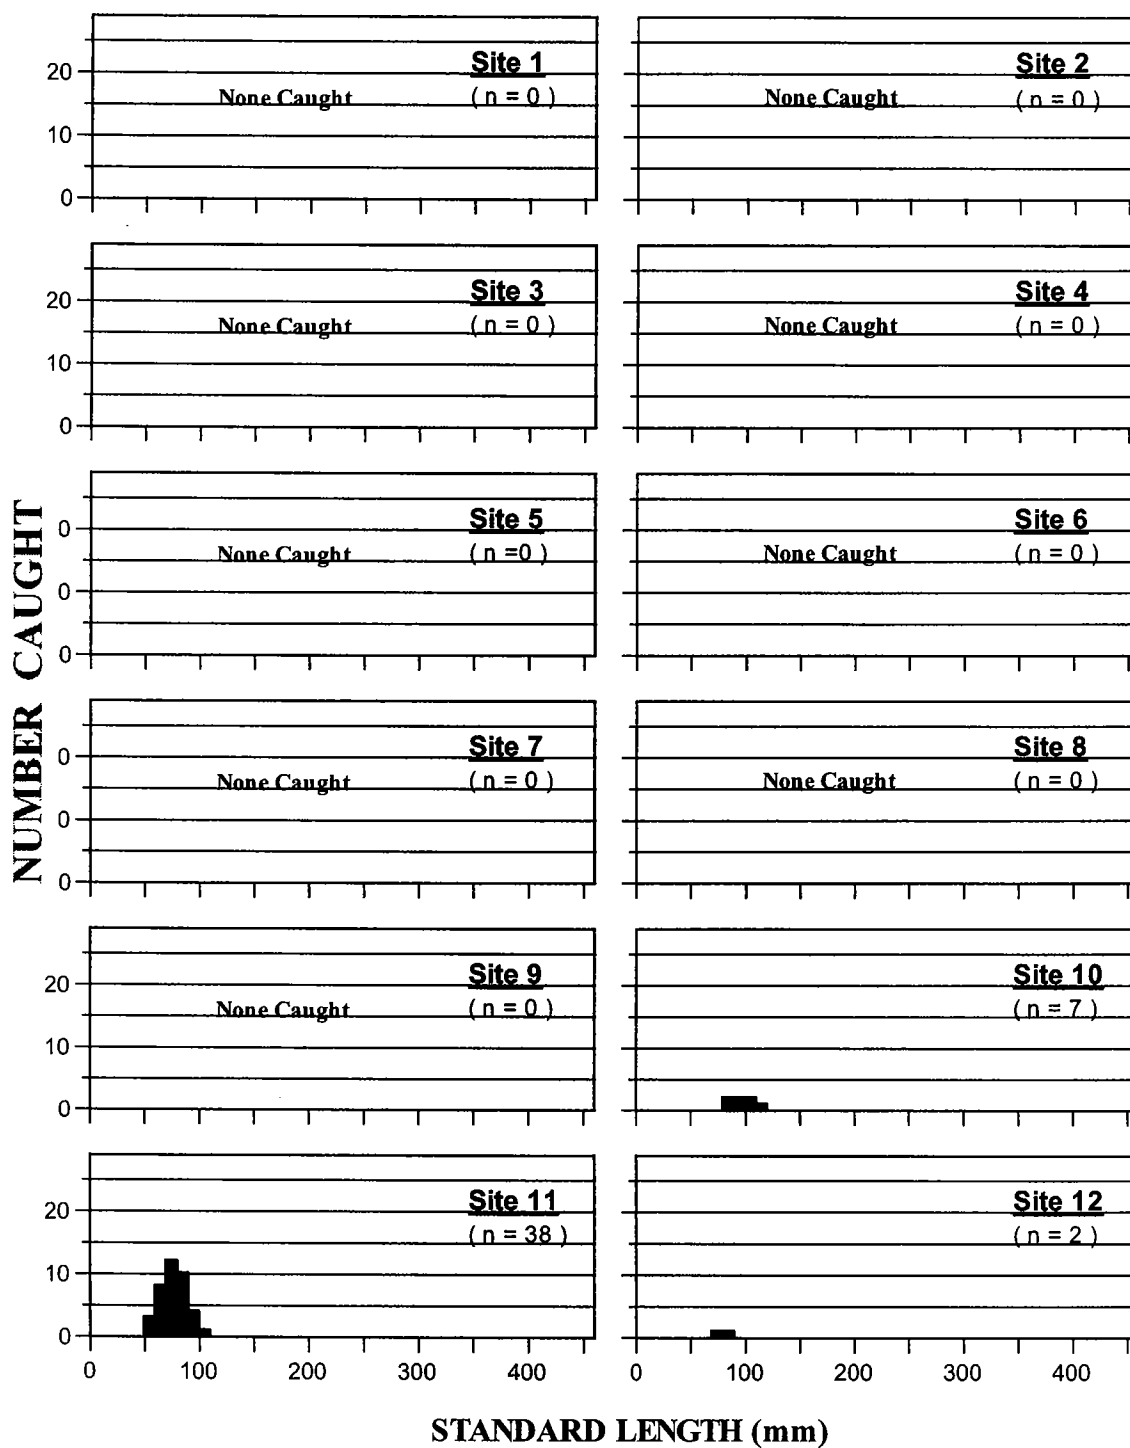 Site 1
20
None Caught
( n = 0 )
10
0
Site 2
None Caught
( n = 0 )
Site 3
20
None Caught
( n = 0 )
10
0
Site 4
None Caught
( n = 0 )
NUMBER CAUGHT
Site 5
0
None Caught
( n =0 )
0
0
Site 6
None Caught
( n = 0 )
Site 7
0
None Caught
( n = 0 )
0
0
Site 8
None Caught
( n = 0 )
Site 9
20
None Caught
( n = 0 )
10
0
Site 10
( n = 7 )
Site 11
20
( n = 38 )
10
0
Site 12
( n = 2 )
0 100 200 300 400 0 100 200 300 400
STANDARD LENGTH (mm)